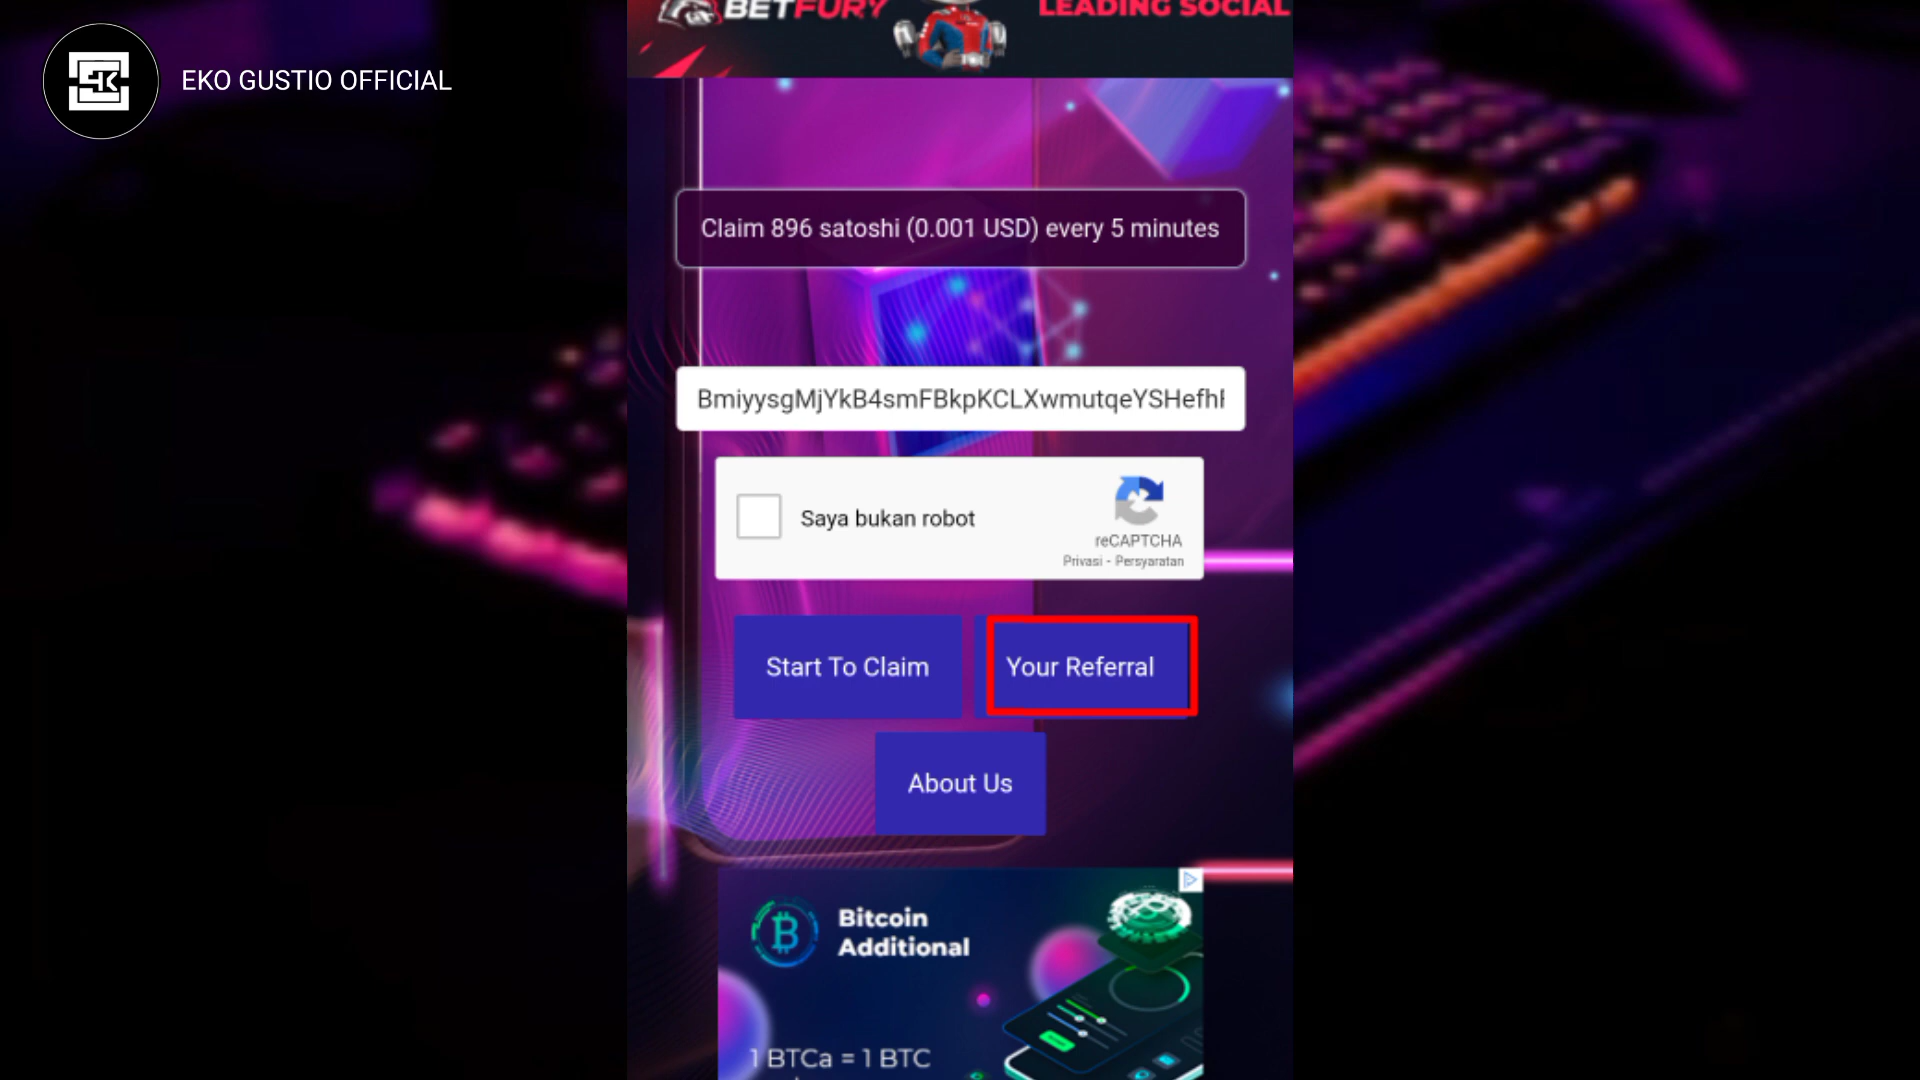 BETFURY
LEADING SOCIAL
EKO GUSTIO OFFICIAL
Claim 896 satoshi (0.001 USD) every 5 minutes
BmiyysgMjYkB4smFBkpKCLXwmutqeYSHefh
Saya bukan robot
reCAPTCHA
Privasi - Persyaratan
Start To Claim
Your Referral
About Us
Bitcoin
Additional
1 BTCa = 1 BTC